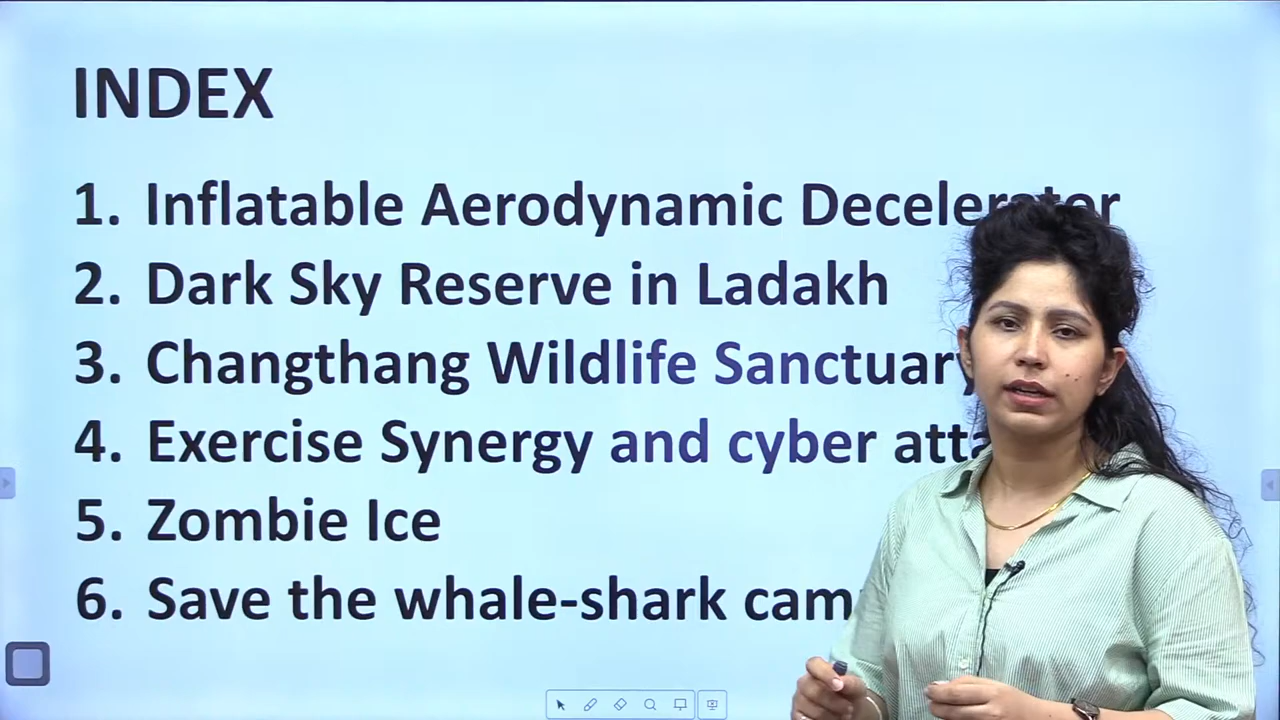 INDEX
1. Inflatable Aerodynamic Decelerator
2. Dark Sky Reserve in Ladakh
3. Changthang Wildlife Sanctuary
4. Exercise Synergy and cyber
5. Zombie Ice
6. Save the whale-shark